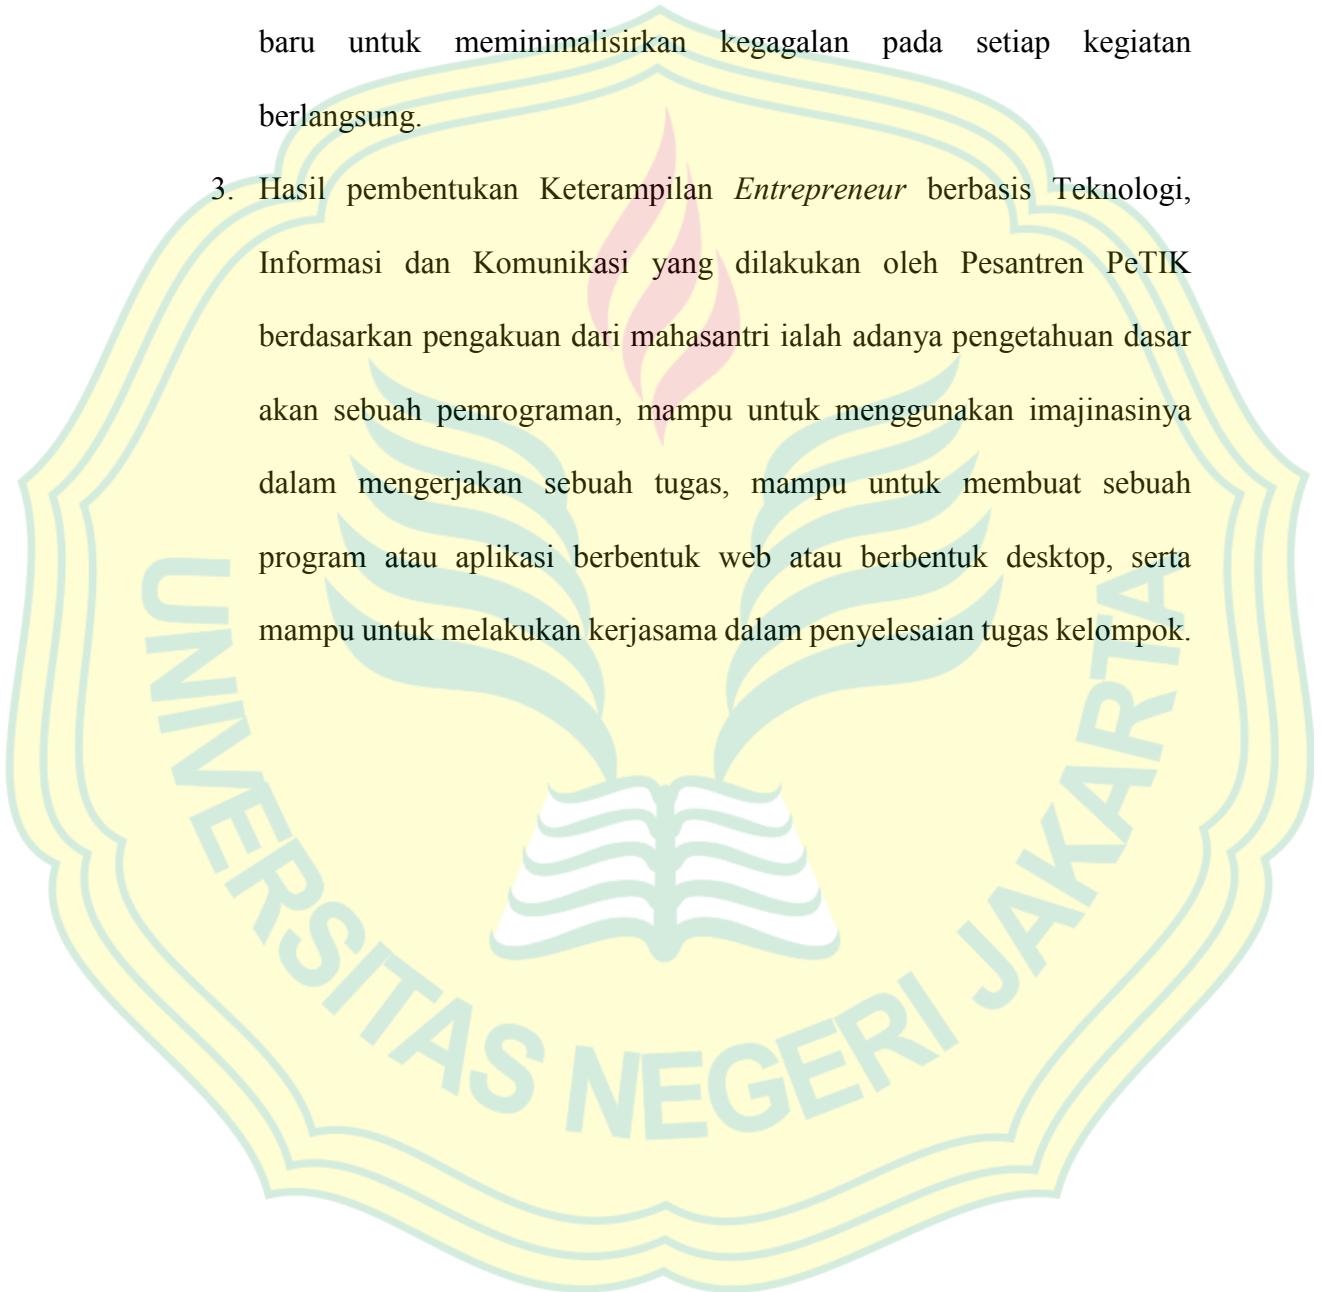 baru untuk meminimalisirkan kegagalan pada setiap kegiatan
berlangsung.
3. Hasil pembentukan Keterampilan Entrepreneur berbasis Teknologi,
Informasi dan Komunikasi yang dilakukan oleh Pesantren PeTIK
berdasarkan pengakuan dari mahasantri ialah adanya pengetahuan dasar
akan sebuah pemrograman, mampu untuk menggunakan imajinasinya
dalam mengerjakan sebuah tugas, mampu untuk membuat sebuah
program atau aplikasi berbentuk web atau berbentuk desktop, serta
mampu untuk melakukan kerjasama dalam penyelesaian tugas kelompok.
UNIVERSITAS NEGERI JAKARTA